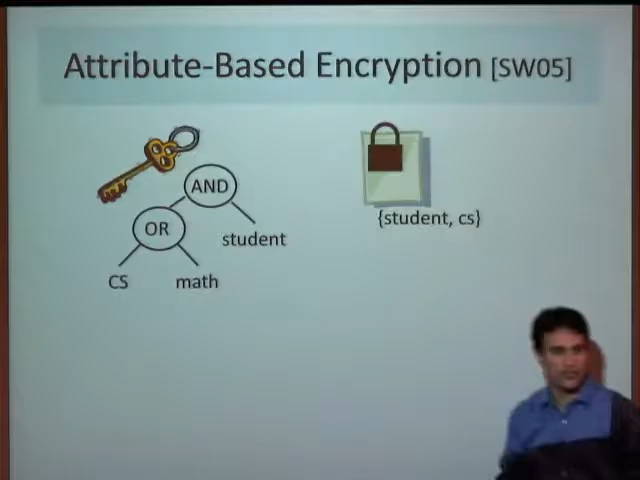 Attribute-Based Encryption [SW05]
AND
OR
student
{student, cs}
CS
math